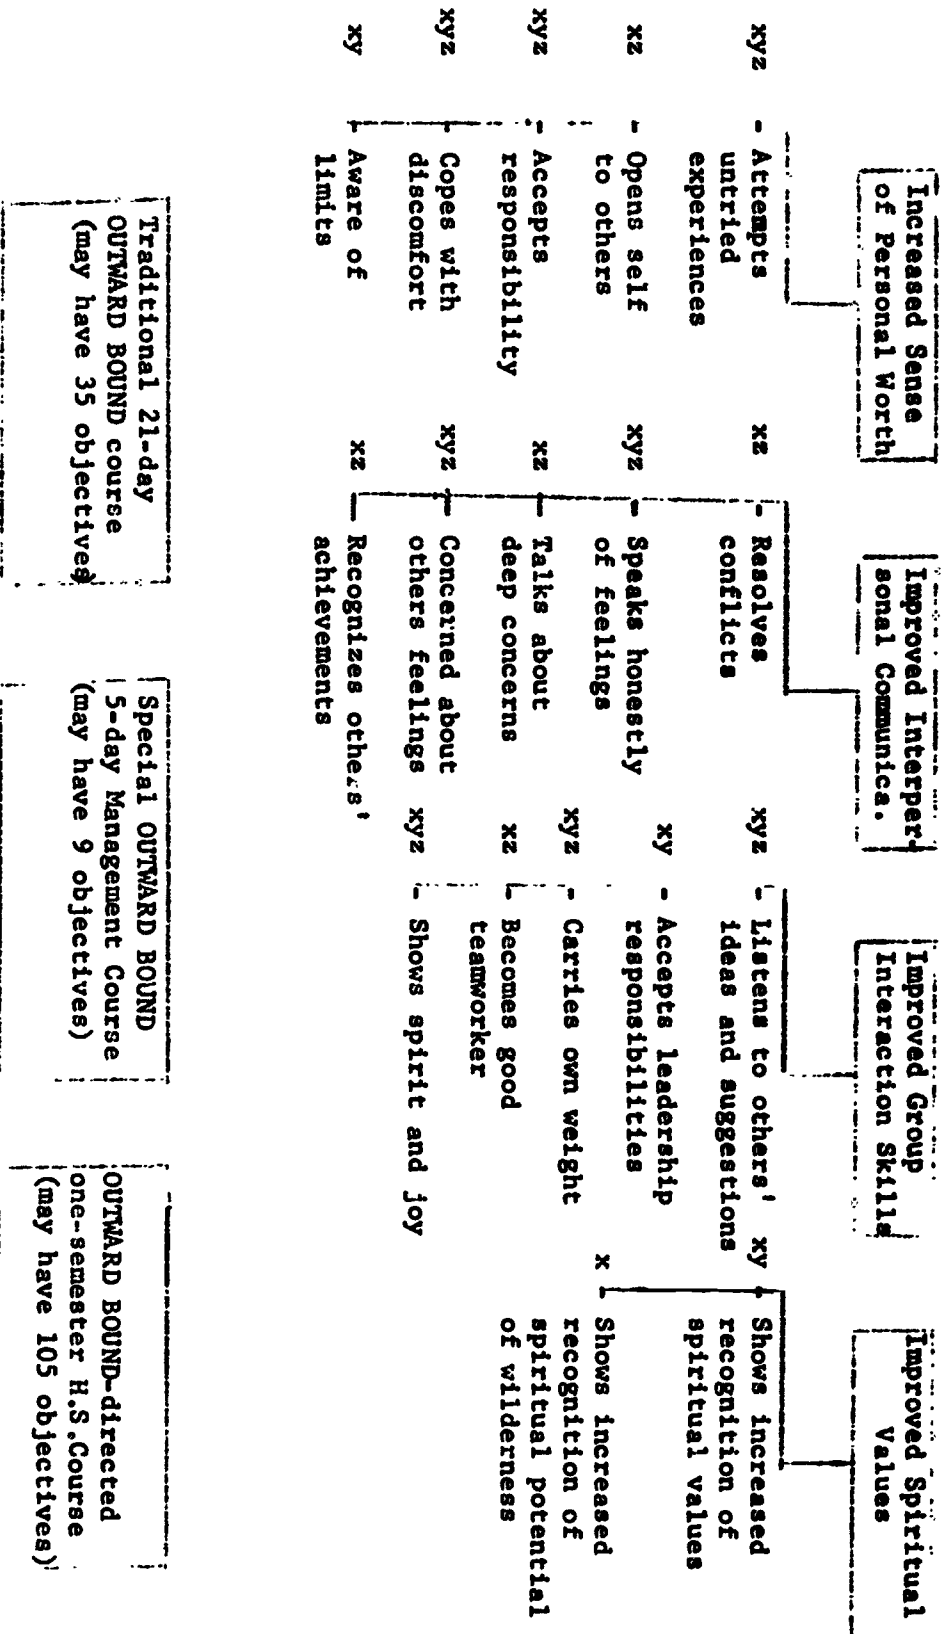 Increased Sense
of Personal Worth
xyz - Attempts
untried
experiences
xz - Opens self
to others
xyz - Accepts
responsibility
xyz - Copes with
discomfort
xy - Aware of
limits
Improved Interper-
sonal Communica.
xz - Resolves
conflicts
xyz - Speaks honestly
of feelings
xz - Talks about
deep concerns
xyz - Concerned about
others feelings
xz - Recognizes others'
achievements
Improved Group
Interaction Skills
xyz - Listens to others'
ideas and suggestions
xy - Accepts leadership
responsibilities
xyz - Carries own weight
xz - Becomes good
teamworker
xyz - Shows spirit and joy
Improved Spiritual
Values
xy - Shows increased
recognition of
spiritual values
x - Shows increased
recognition of
spiritual potential
of wilderness
Traditional 21-day
OUTWARD BOUND course
(may have 35 objectives)
Special OUTWARD BOUND
5-day Management Course
(may have 9 objectives)
OUTWARD BOUND-directed
one-semester H.S.Course
(may have 105 objectives)